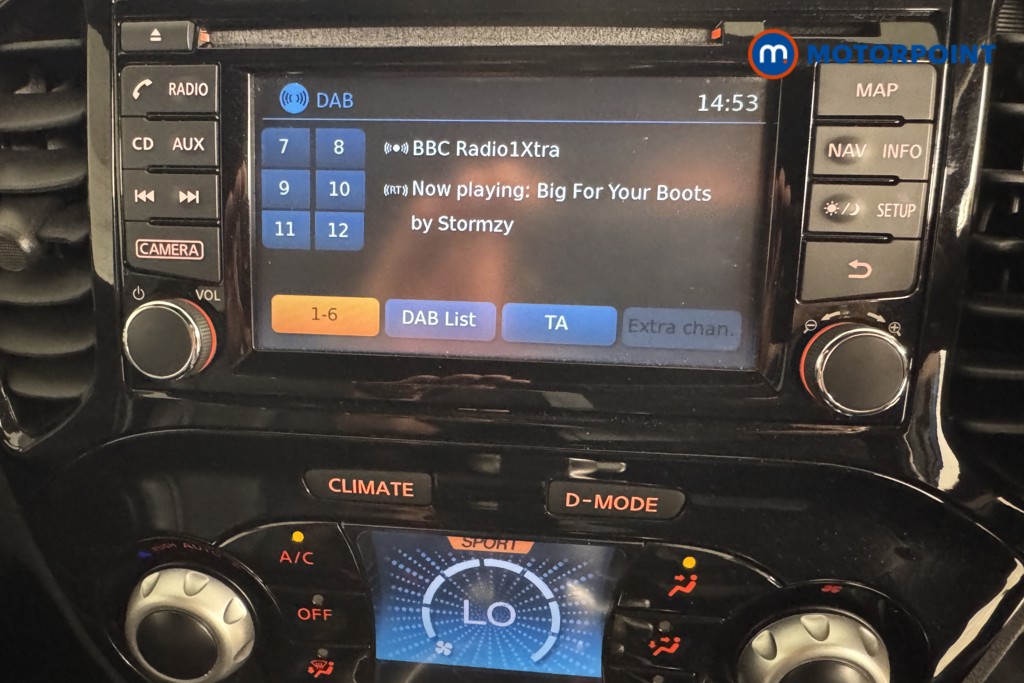 m MOTORPOINT
RADIO
CD AUX
CAMERA
VOL
DAB 14:53
7 8
9 10
11 12
BBC Radio1Xtra
(RT) Now playing: Big For Your Boots
by Stormzy
1-6 DAB List TA Extra chan.
MAP
NAV INFO
SETUP
CLIMATE
D-MODE
A/C
OFF
SPORT
LO